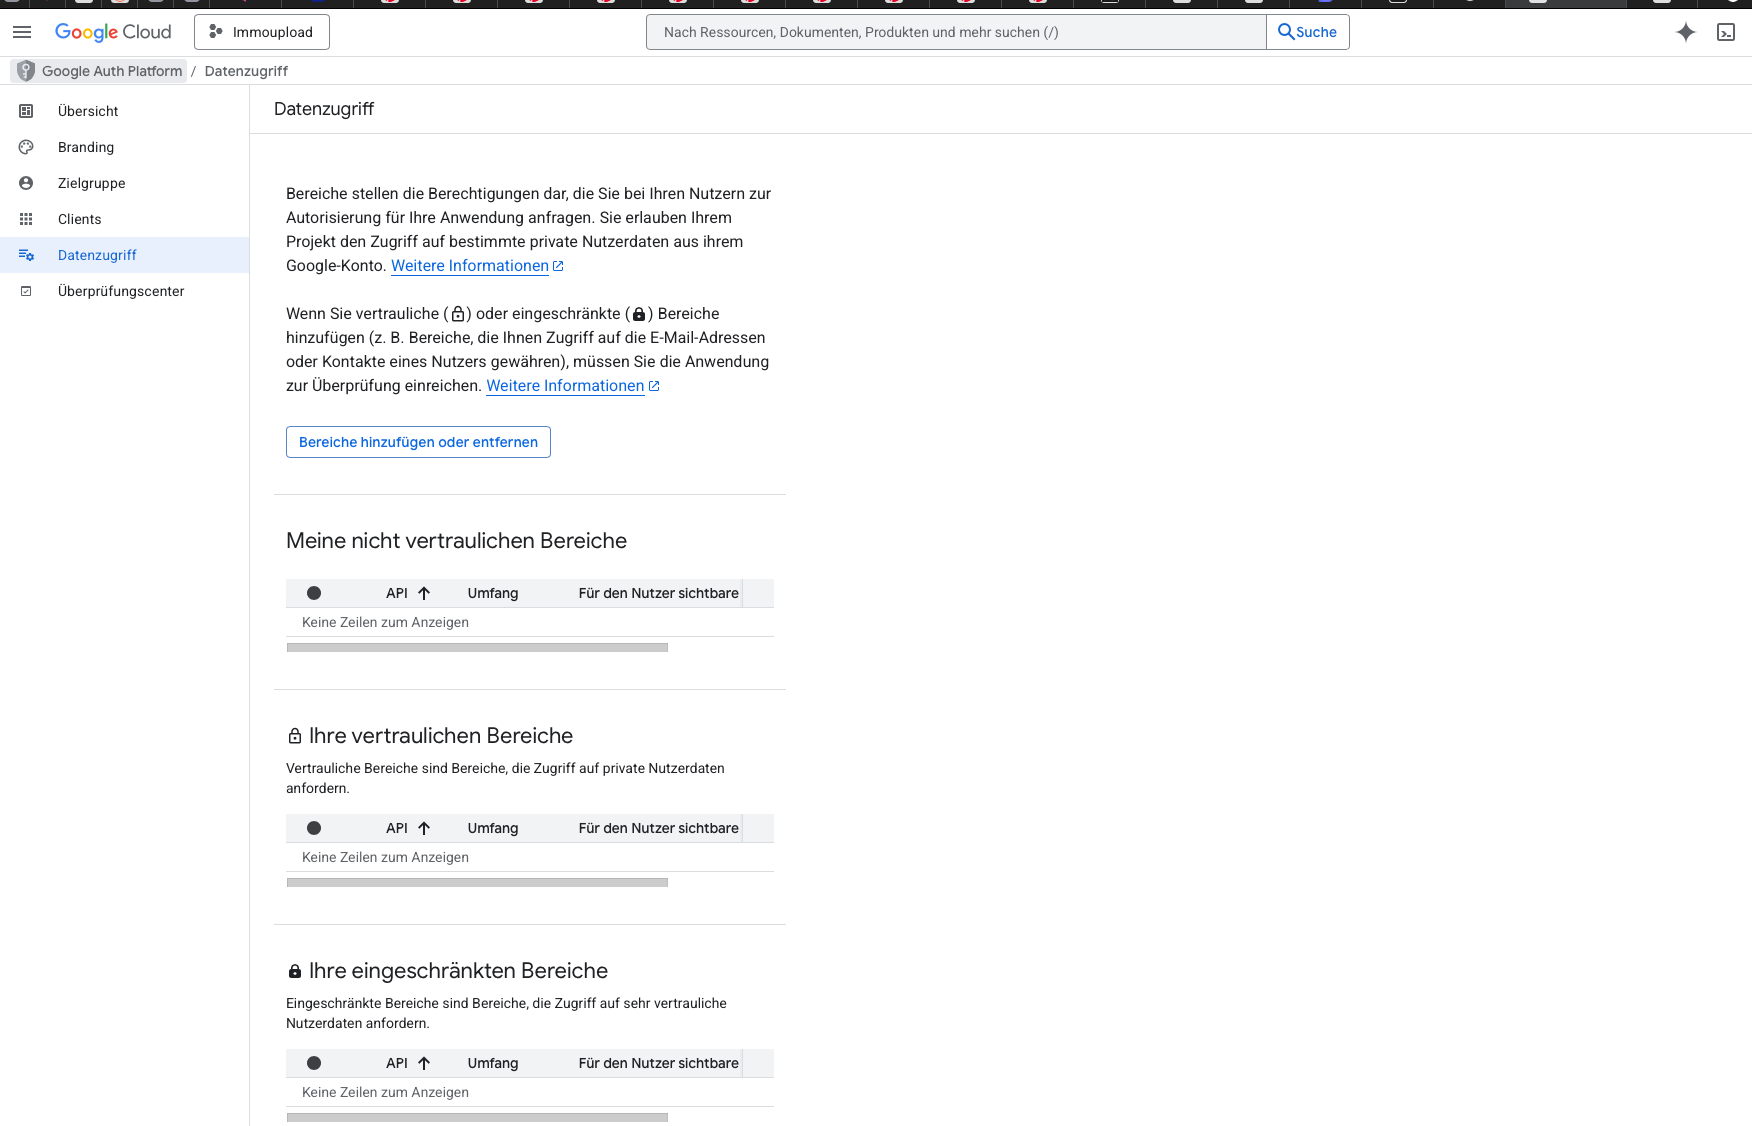 Google Cloud
Immoupload
Nach Ressourcen, Dokumenten, Produkten und mehr suchen (/)
Suche
Google Auth Platform / Datenzugriff
Übersicht
Branding
Zielgruppe
Clients
Datenzugriff
Überprüfungscenter
Datenzugriff
Bereiche stellen die Berechtigungen dar, die Sie bei Ihren Nutzern zur
Autorisierung für Ihre Anwendung anfragen. Sie erlauben Ihrem
Projekt den Zugriff auf bestimmte private Nutzerdaten aus ihrem
Google-Konto. Weitere Informationen
Wenn Sie vertrauliche ( ) oder eingeschränkte ( ) Bereiche
hinzufügen (z. B. Bereiche, die Ihnen Zugriff auf die E-Mail-Adressen
oder Kontakte eines Nutzers gewähren), müssen Sie die Anwendung
zur Überprüfung einreichen. Weitere Informationen
Bereiche hinzufügen oder entfernen
Meine nicht vertraulichen Bereiche
API Umfang Für den Nutzer sichtbare
Keine Zeilen zum Anzeigen
Ihre vertraulichen Bereiche
Vertrauliche Bereiche sind Bereiche, die Zugriff auf private Nutzerdaten
anfordern.
API Umfang Für den Nutzer sichtbare
Keine Zeilen zum Anzeigen
Ihre eingeschränkten Bereiche
Eingeschränkte Bereiche sind Bereiche, die Zugriff auf sehr vertrauliche
Nutzerdaten anfordern.
API Umfang Für den Nutzer sichtbare
Keine Zeilen zum Anzeigen